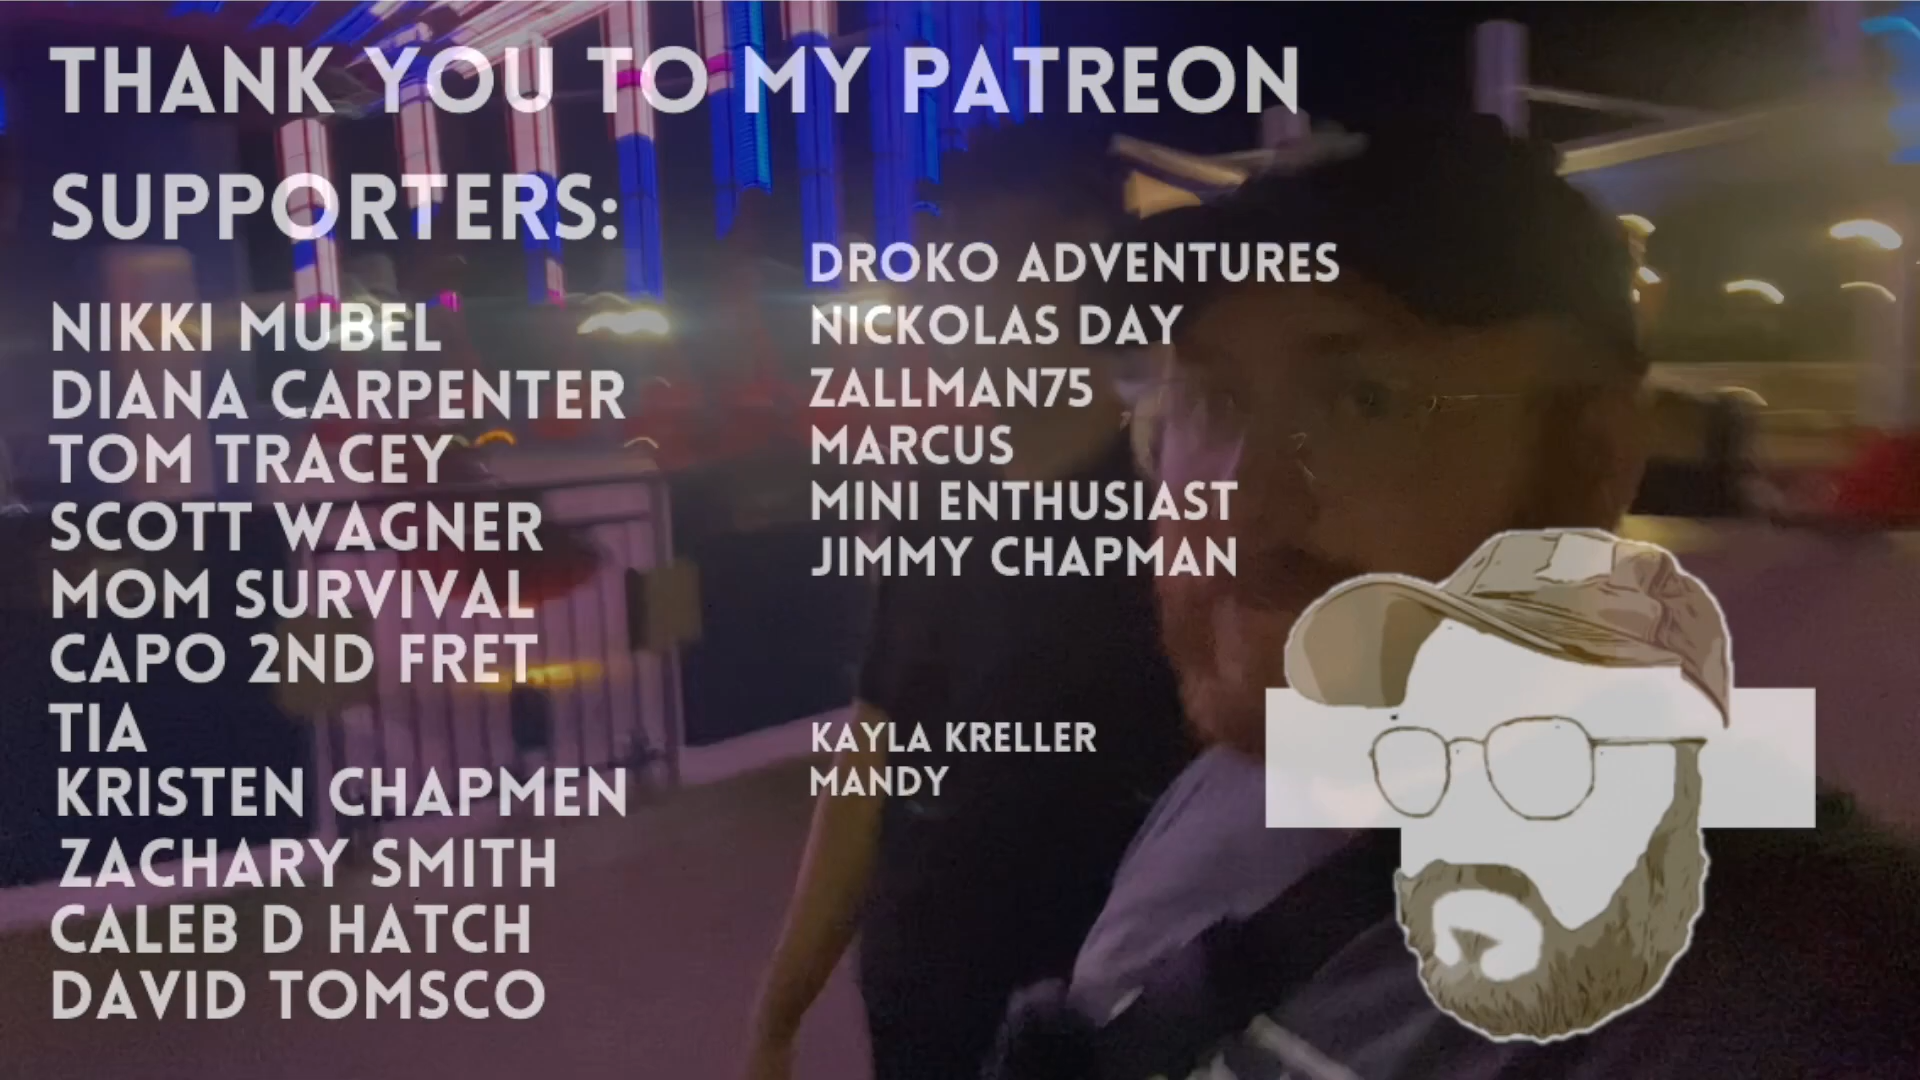 THANK YOU TO MY PATREON
SUPPORTERS:
NIKKI MUBEL
DIANA CARPENTER
TOM TRACEY
SCOTT WAGNER
MOM SURVIVAL
CAPO 2ND FRET
TIA
KRISTEN CHAPMEN
ZACHARY SMITH
CALEB D HATCH
DAVID TOMSCO
DROKO ADVENTURES
NICKOLAS DAY
ZALLMAN75
MARCUS
MINI ENTHUSIAST
JIMMY CHAPMAN
KAYLA KRELLER
MANDY